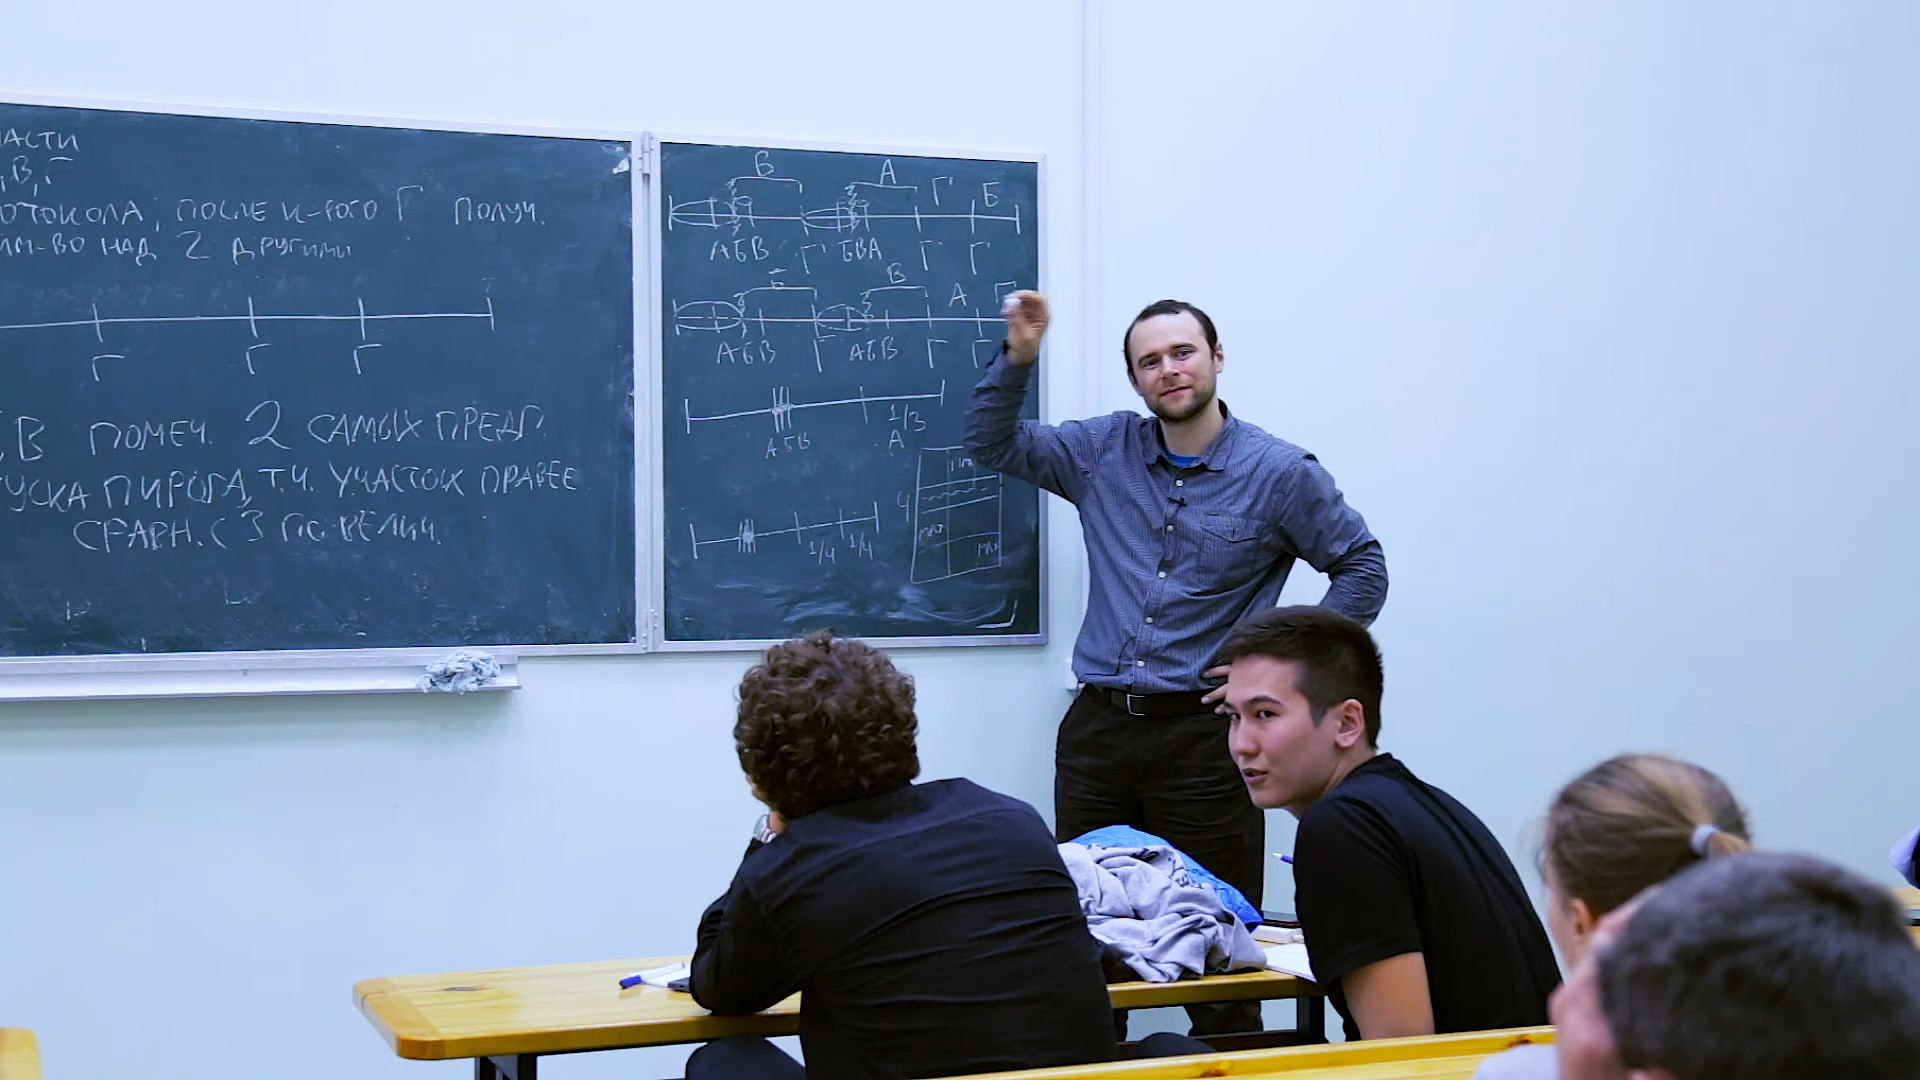 АСТИ
,В,Г
ОТОКОЛА, ПОСЛЕ К-РОГО Г ПОЛУЧ.
ИМ-ВО НАД 2 ДРУГИМИ
Г Г Г
,В ПОМЕЧ. 2 САМЫХ ПРЕДП.
УСКА ПИРОГА, Т.Ч. УЧАСТОК ПРАВЕЕ
СРАВН. С 3 ПО ВЕЛИЧ.
Б А Г Б
АБВ Г БВА Г Г
Б В А Г
АБВ Г АБВ Г Г
1/3
АБВ А
4
1/4 1/4